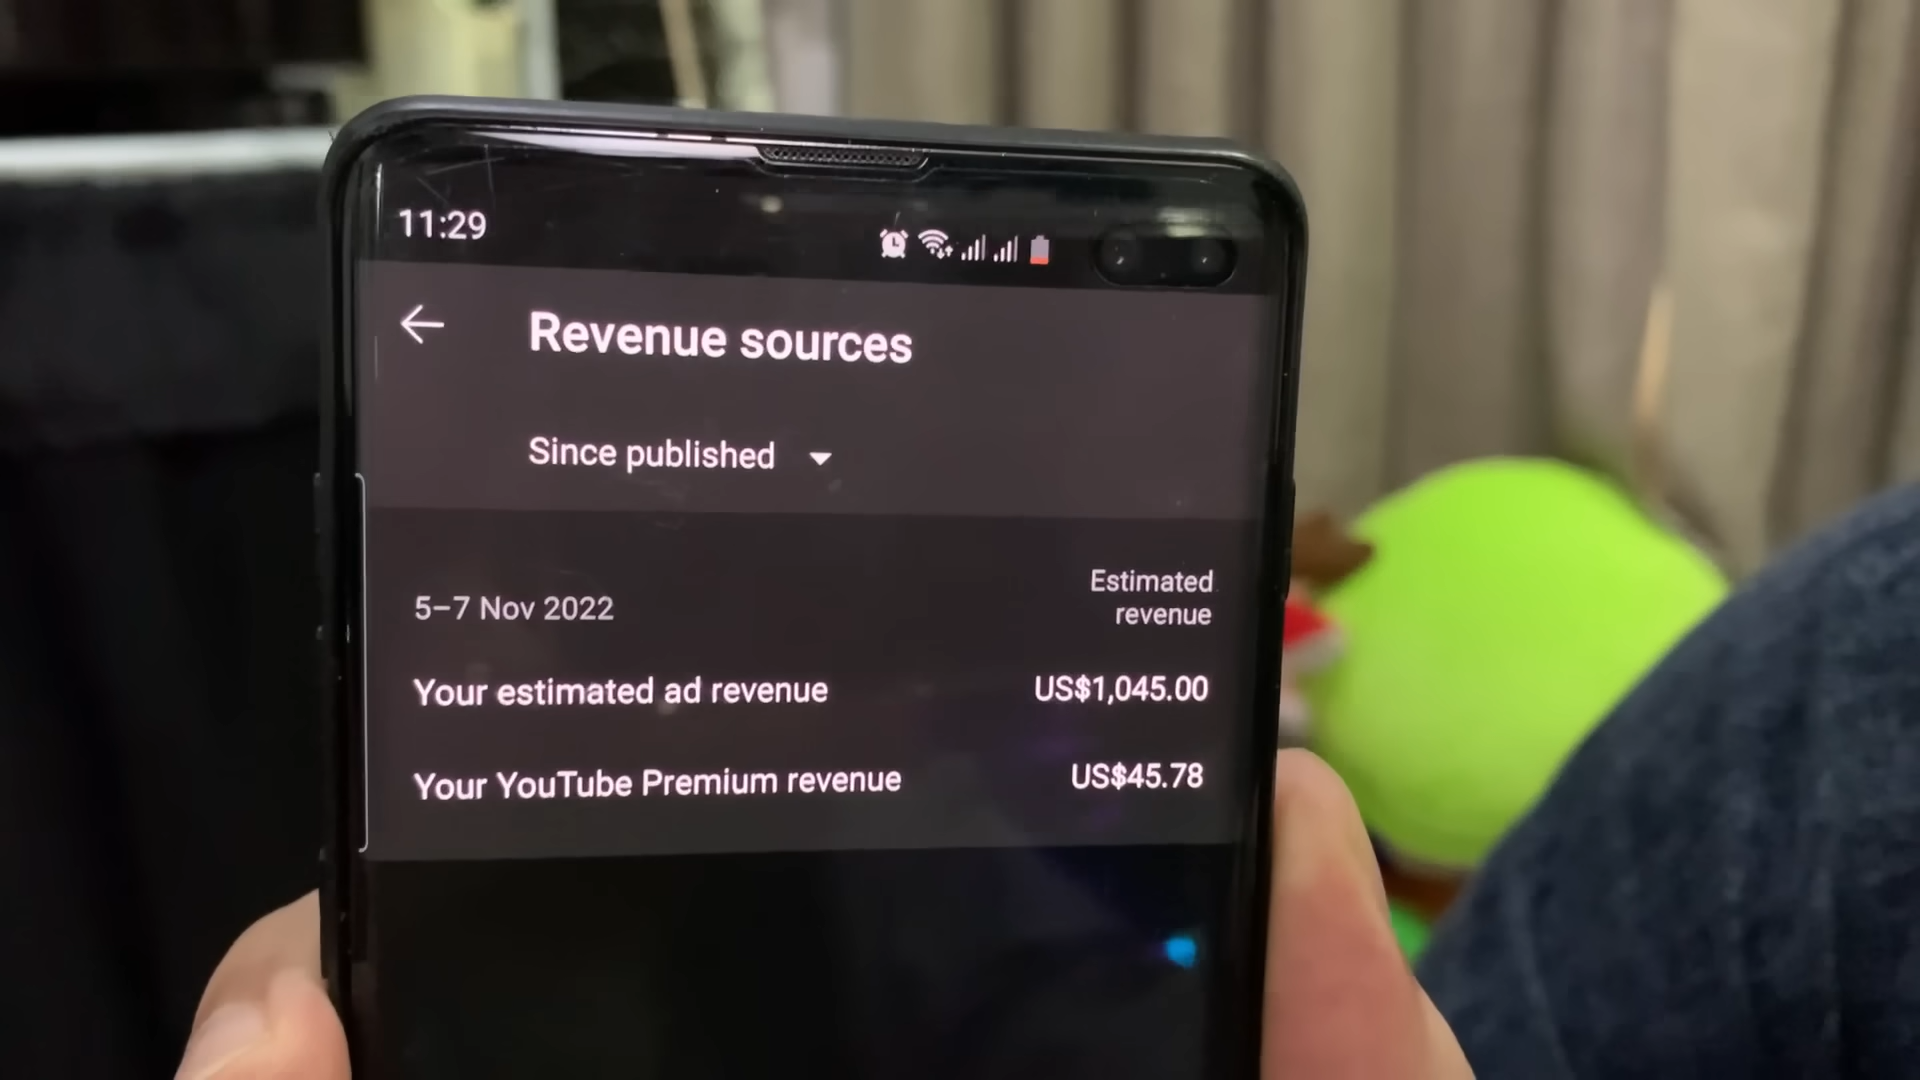 11:29
Revenue sources
Since published
5–7 Nov 2022
Estimated
revenue
Your estimated ad revenue
US$1,045.00
Your YouTube Premium revenue
US$45.78